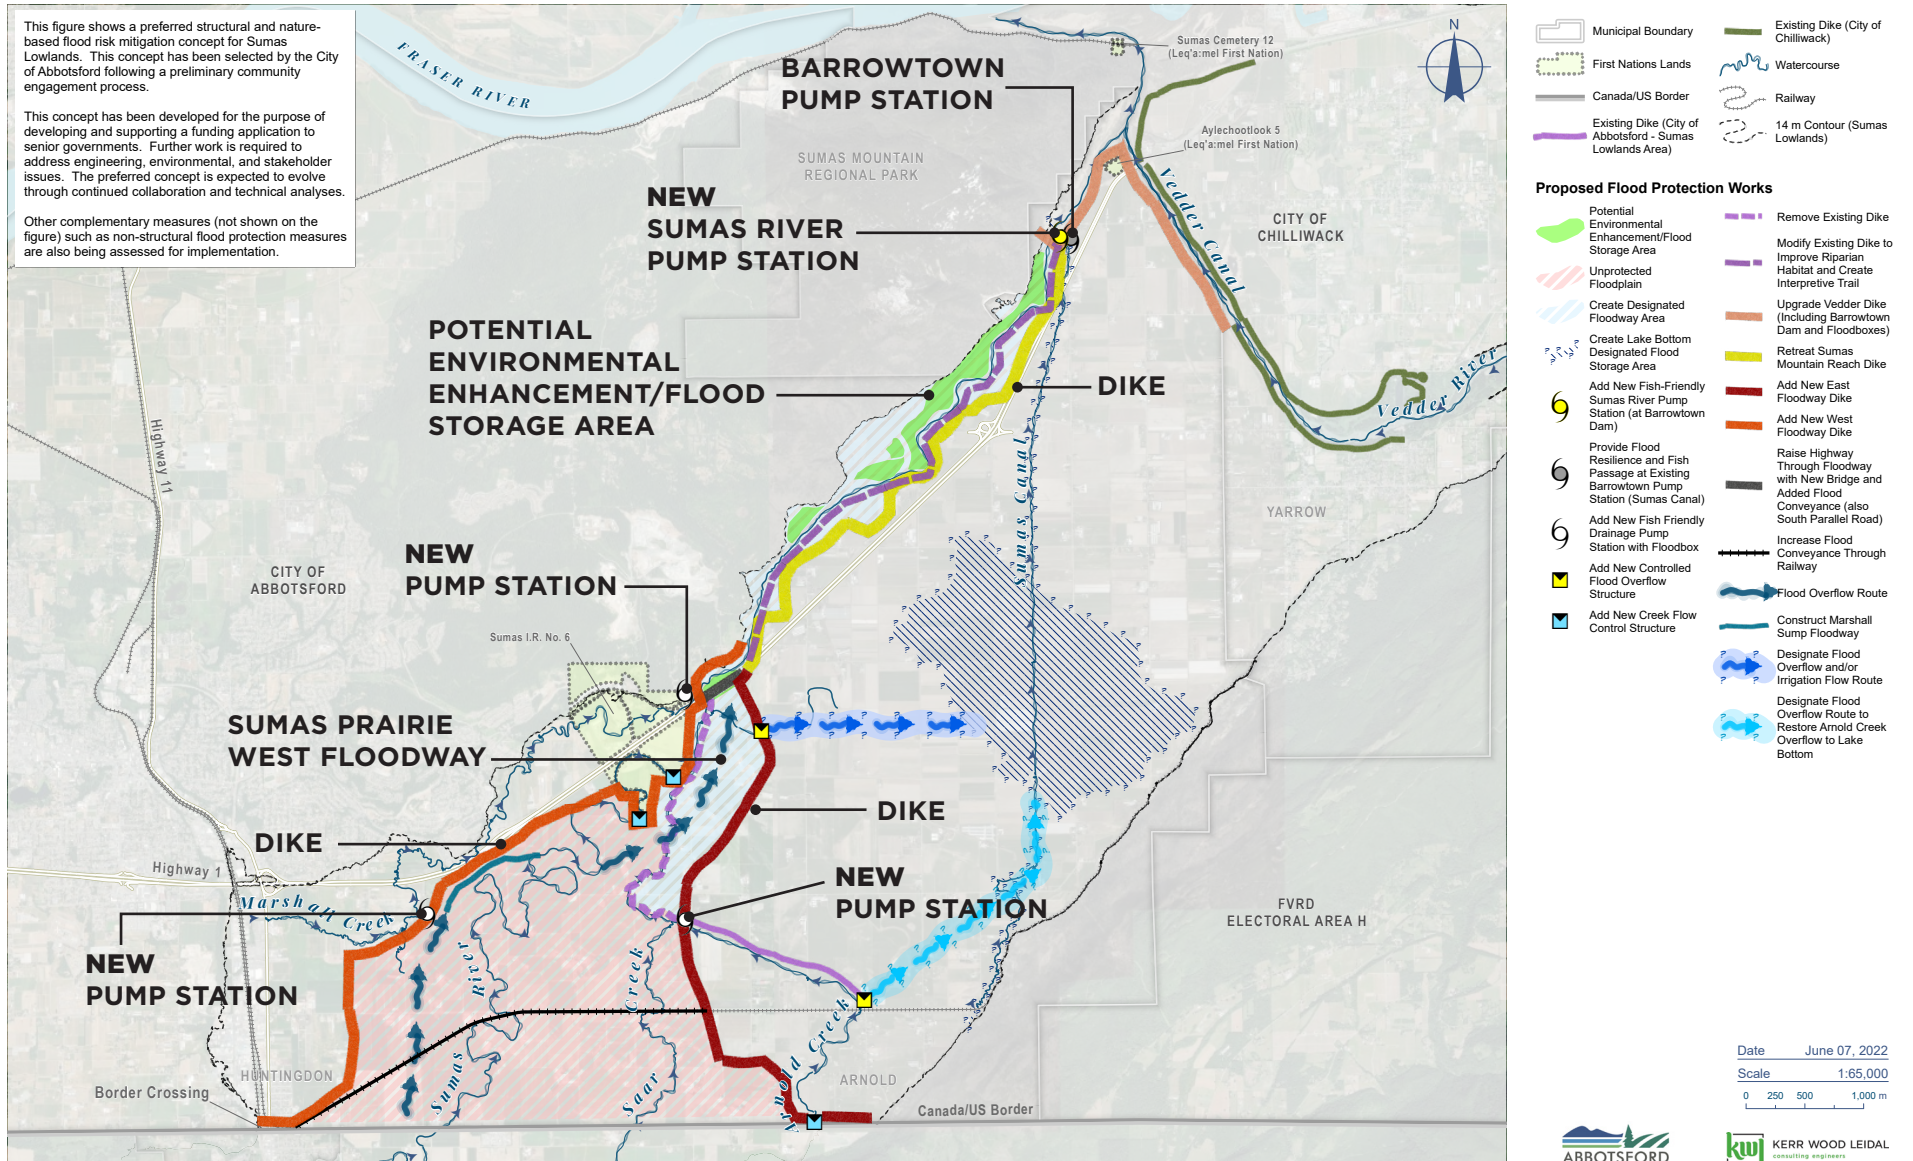 This figure shows a preferred structural and nature-
based flood risk mitigation concept for Sumas
Lowlands.  This concept has been selected by the City
of Abbotsford following a preliminary community
engagement process.
This concept has been developed for the purpose of
developing and supporting a funding application to
senior governments.  Further work is required to
address engineering, environmental, and stakeholder
issues.  The preferred concept is expected to evolve
through continued collaboration and technical analyses.
Other complementary measures (not shown on the
figure) such as non-structural flood protection measures
are also being assessed for implementation.
FRASER RIVER
BARROWTOWN
PUMP STATION
Sumas Cemetery 12
(Leq'a:mel First Nation)
N
Aylechootlook 5
(Leq'a:mel First Nation)
SUMAS MOUNTAIN
REGIONAL PARK
NEW
SUMAS RIVER
PUMP STATION
Vedder Canal
CITY OF
CHILLIWACK
POTENTIAL
ENVIRONMENTAL
ENHANCEMENT/FLOOD
STORAGE AREA
DIKE
Vedder River
Highway 11
Sumas Canal
YARROW
NEW
PUMP STATION
CITY OF
ABBOTSFORD
Sumas I.R. No. 6
SUMAS PRAIRIE
WEST FLOODWAY
DIKE
DIKE
Highway 1
Marshall Creek
NEW
PUMP STATION
FVRD
ELECTORAL AREA H
NEW
PUMP STATION
Sumas River
Saar Creek
Arnold Creek
HUNTINGDON
Border Crossing
ARNOLD
Canada/US Border
Municipal Boundary
First Nations Lands
Canada/US Border
Existing Dike (City of
Abbotsford - Sumas
Lowlands Area)
Existing Dike (City of
Chilliwack)
Watercourse
Railway
14 m Contour (Sumas
Lowlands)
Proposed Flood Protection Works
Potential
Environmental
Enhancement/Flood
Storage Area
Unprotected
Floodplain
Create Designated
Floodway Area
Create Lake Bottom
Designated Flood
Storage Area
Add New Fish-Friendly
Sumas River Pump
Station (at Barrowtown
Dam)
Provide Flood
Resilience and Fish
Passage at Existing
Barrowtown Pump
Station (Sumas Canal)
Add New Fish Friendly
Drainage Pump
Station with Floodbox
Add New Controlled
Flood Overflow
Structure
Add New Creek Flow
Control Structure
Remove Existing Dike
Modify Existing Dike to
Improve Riparian
Habitat and Create
Interpretive Trail
Upgrade Vedder Dike
(Including Barrowtown
Dam and Floodboxes)
Retreat Sumas
Mountain Reach Dike
Add New East
Floodway Dike
Add New West
Floodway Dike
Raise Highway
Through Floodway
with New Bridge and
Added Flood
Conveyance (also
South Parallel Road)
Increase Flood
Conveyance Through
Railway
Flood Overflow Route
Construct Marshall
Sump Floodway
Designate Flood
Overflow and/or
Irrigation Flow Route
Designate Flood
Overflow Route to
Restore Arnold Creek
Overflow to Lake
Bottom
Date June 07, 2022
Scale 1:65,000
0 250 500 1,000 m
ABBOTSFORD
kwl KERR WOOD LEIDAL
consulting engineers